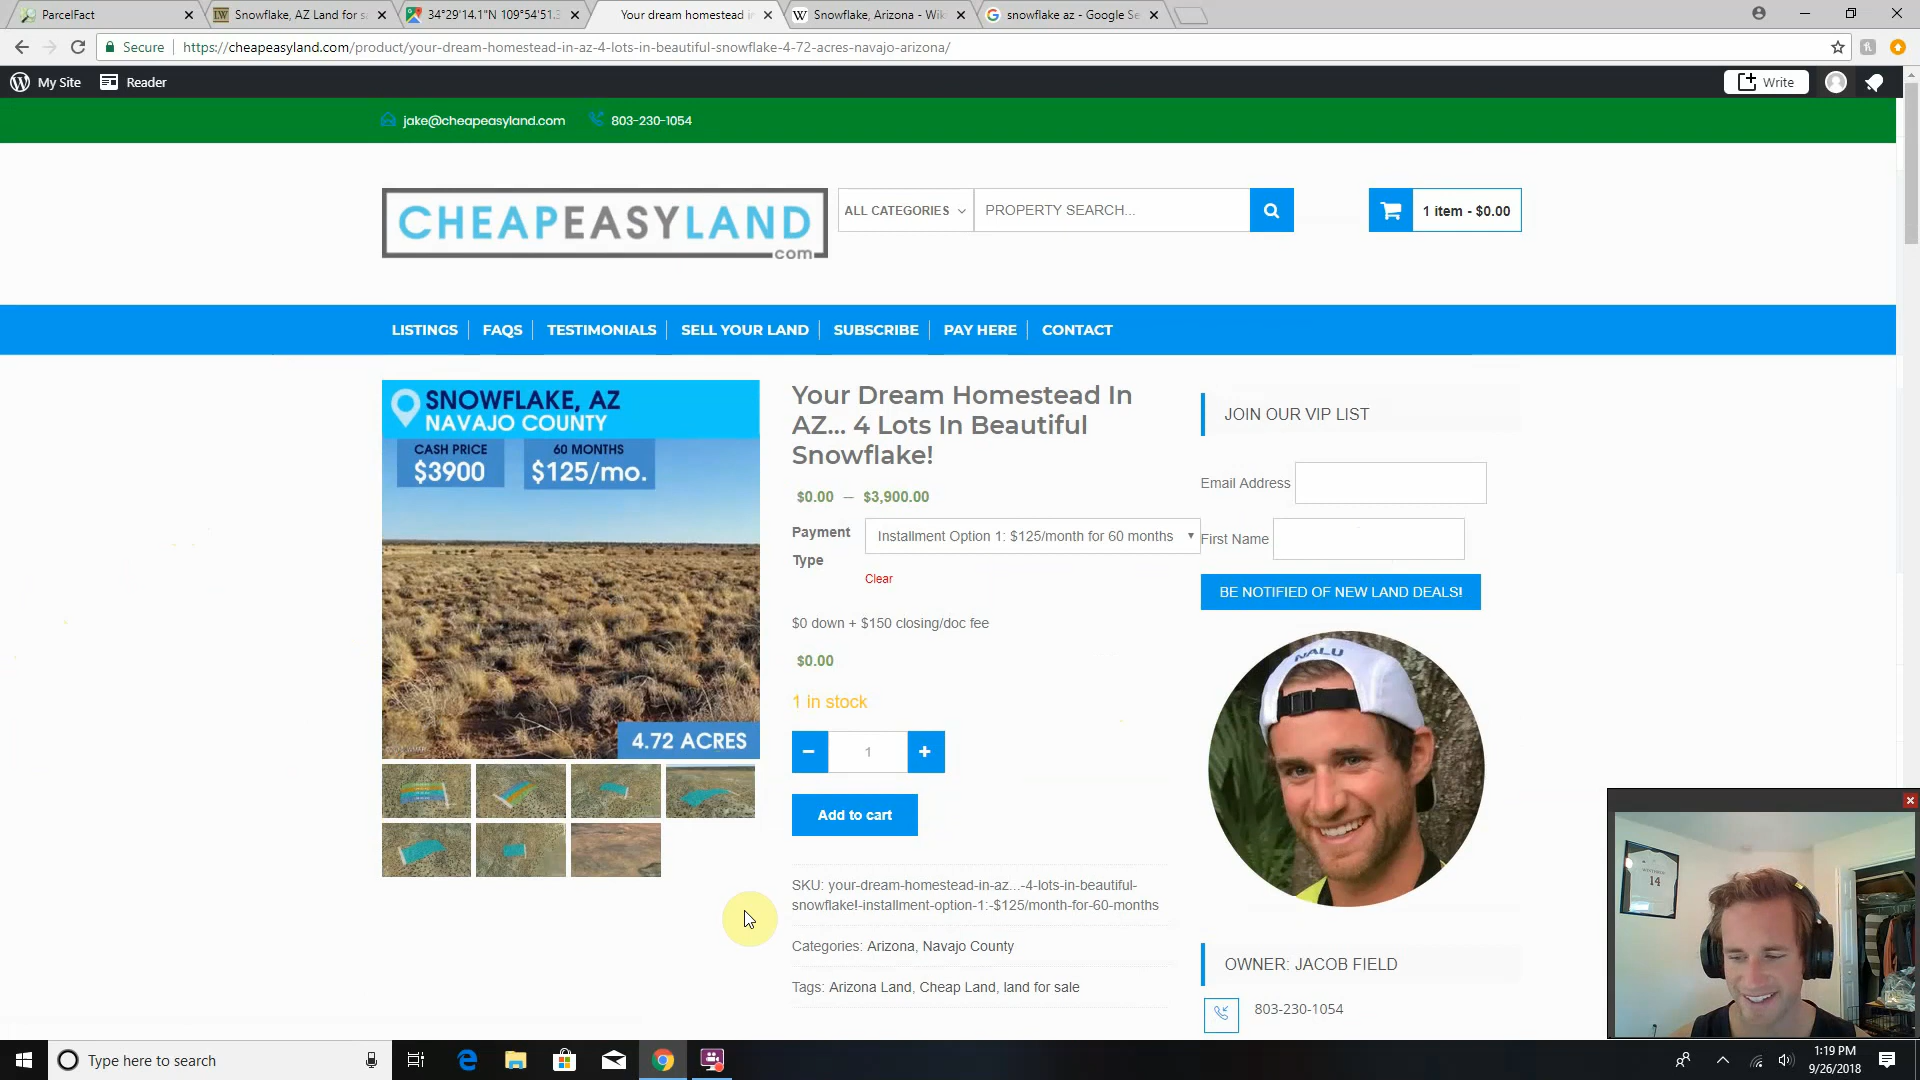 ParcelFact
Snowflake, AZ Land for sa
34°29'14.1"N 109°54'51.3
Your dream homestead in
Snowflake, Arizona - Wik
snowflake az - Google Se
Secure https://cheapeasyland.com/product/your-dream-homestead-in-az-4-lots-in-beautiful-snowflake-4-72-acres-navajo-arizona/
My Site Reader Write
jake@cheapeasyland.com 803-230-1054
CHEAPEASYLAND
.com
ALL CATEGORIES PROPERTY SEARCH... 1 item - $0.00
LISTINGS FAQS TESTIMONIALS SELL YOUR LAND SUBSCRIBE PAY HERE CONTACT
SNOWFLAKE, AZ
NAVAJO COUNTY
CASH PRICE
$3900
60 MONTHS
$125/mo.
4.72 ACRES
Your Dream Homestead In
AZ... 4 Lots In Beautiful
Snowflake!
$0.00 — $3,900.00
Payment
Type
Installment Option 1: $125/month for 60 months
Clear
$0 down + $150 closing/doc fee
$0.00
1 in stock
− 1 +
Add to cart
SKU: your-dream-homestead-in-az...-4-lots-in-beautiful-
snowflake!-installment-option-1:-$125/month-for-60-months
Categories: Arizona, Navajo County
Tags: Arizona Land, Cheap Land, land for sale
JOIN OUR VIP LIST
Email Address
First Name
BE NOTIFIED OF NEW LAND DEALS!
NALU
OWNER: JACOB FIELD
803-230-1054
14
Type here to search
1:19 PM
9/26/2018